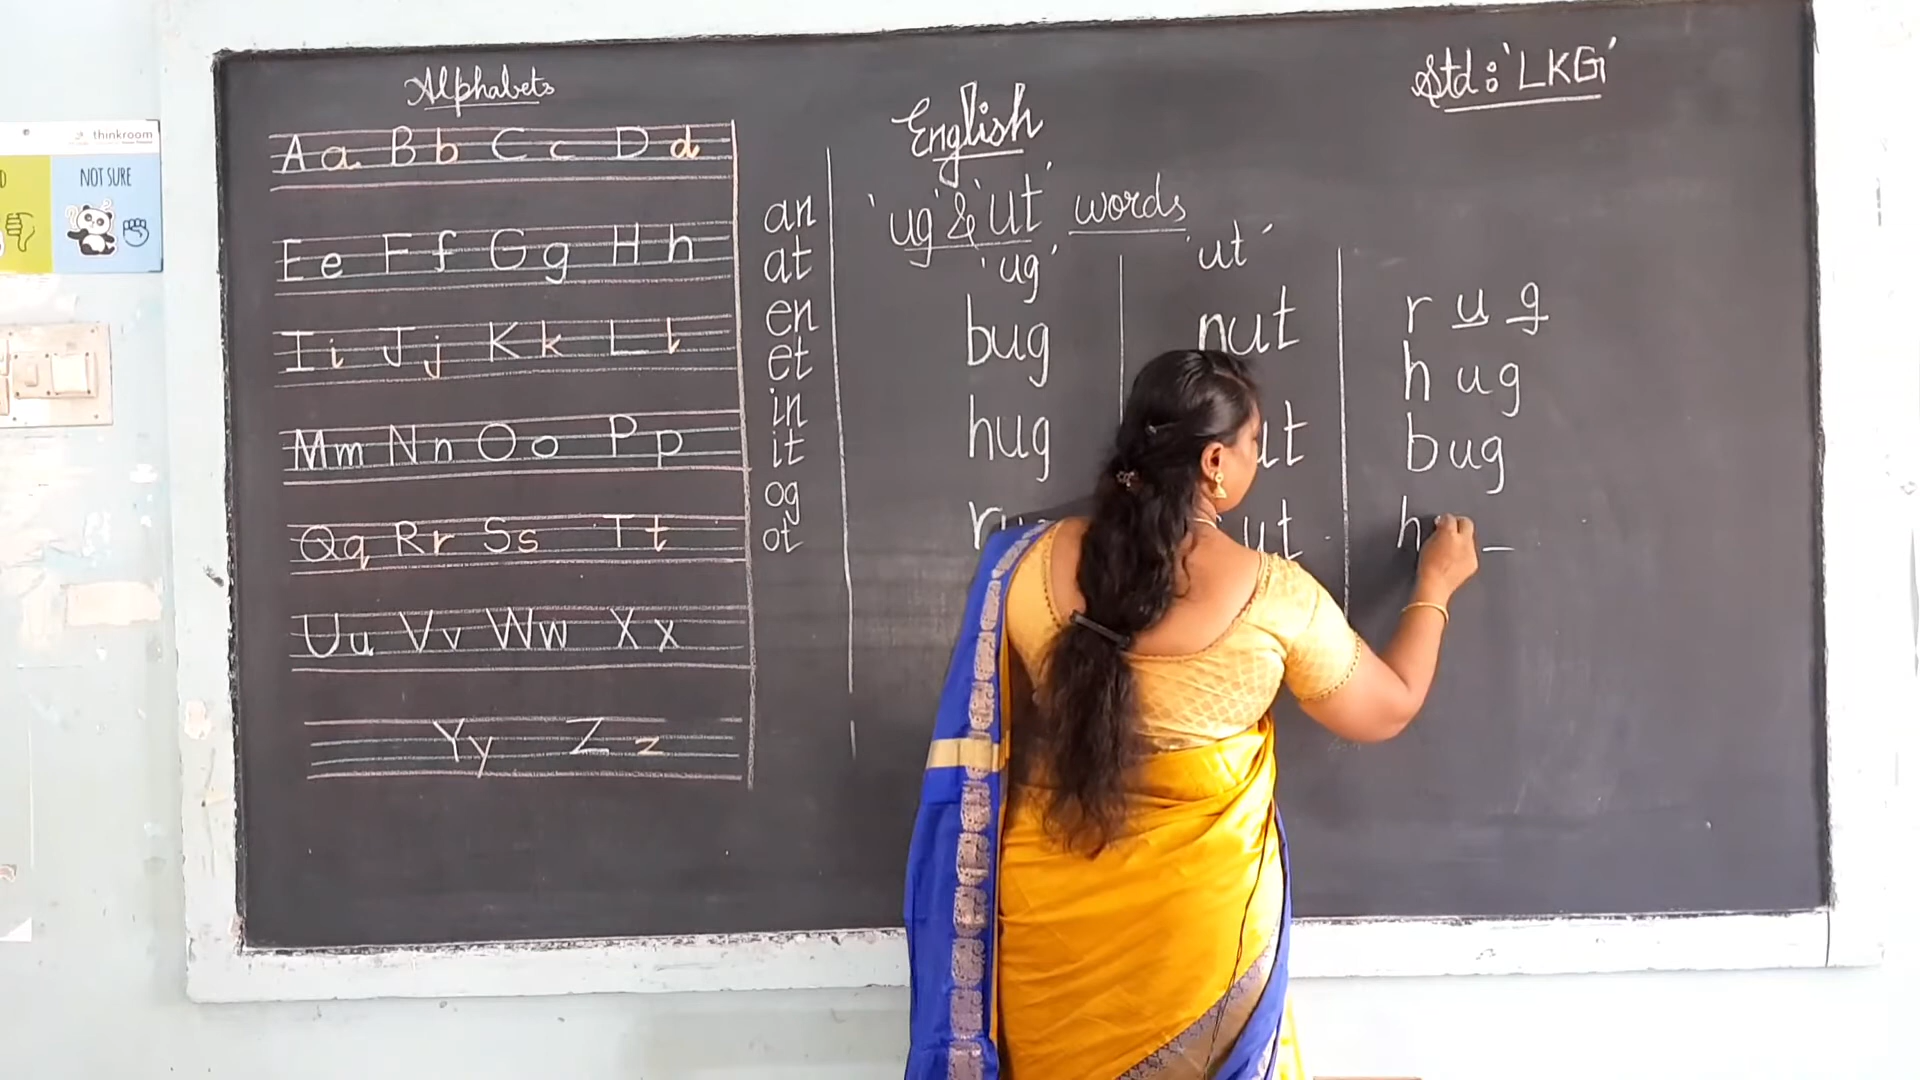 Alphabets
Aa Bb Cc Dd
Ee Ff Gg Hh
Ii Jj Kk Ll
Mm Nn Oo Pp
Qq Rr Ss Tt
Uu Vv Ww Xx
Yy Zz
an
at
en
et
in
it
og
ot
English
'ug' & 'ut' words
'ug'
bug
hug
'ut'
nut
Std: 'LKG'
r u g
h u g
bug
h _
thinkroom
NOT SURE